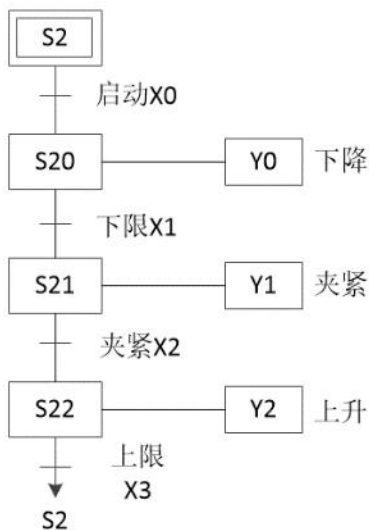 S2
启动X0
S20
Y0 下降
下限X1
S21
Y1 夹紧
夹紧X2
S22
Y2 上升
上限
X3
S2